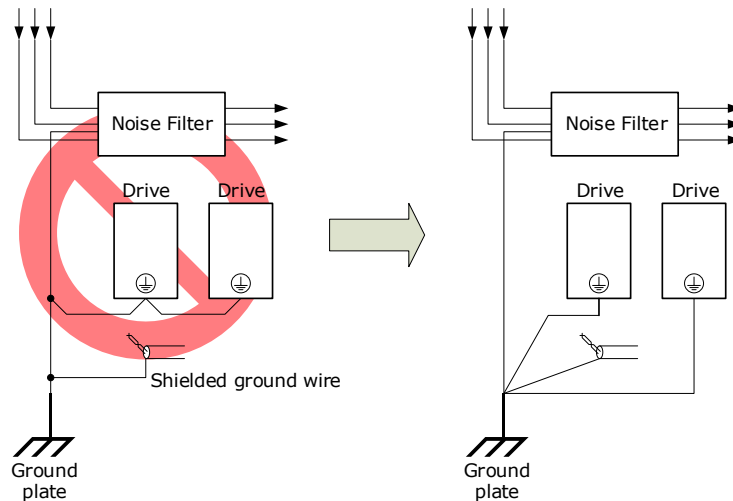 Noise Filter
Drive
Drive
Shielded ground wire
Ground
plate
Noise Filter
Drive
Drive
Ground
plate